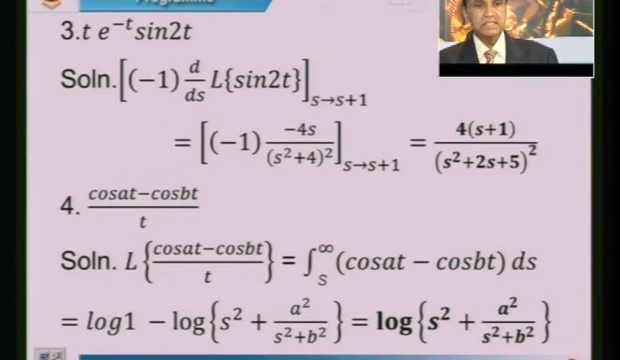 Programme
3.t e^{-t} sin2t
Soln.[(-1) d/ds L{sin2t}]_{s→s+1}
= [(-1) -4s/(s²+4)²]_{s→s+1} = 4(s+1)/(s²+2s+5)²
4. cosat-cosbt/t
Soln. L{cosat-cosbt/t} = ∫_S^∞ (cosat - cosbt) ds
= log1 - log{s² + a²/s²+b²} = log{s² + a²/s²+b²}